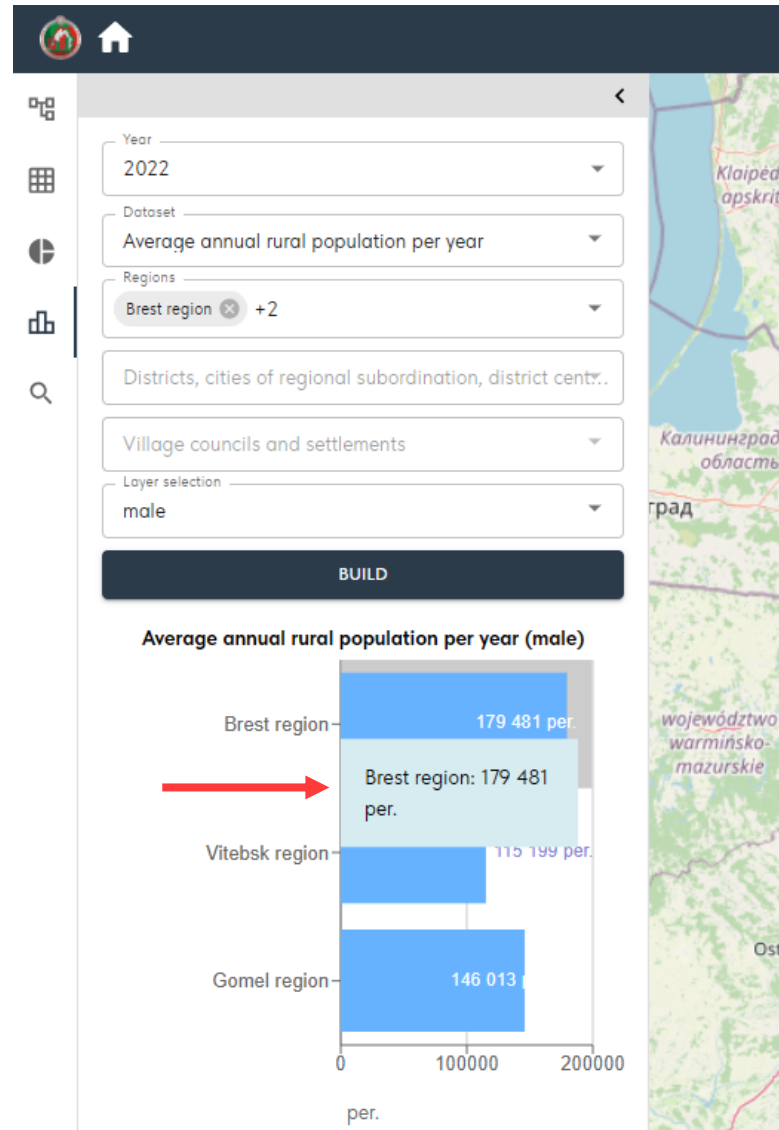 Year
2022
Dataset
Average annual rural population per year
Regions
Brest region +2
Districts, cities of regional subordination, district cent...
Village councils and settlements
Layer selection
male
BUILD
Average annual rural population per year (male)
Brest region
179 481 per.
Brest region: 179 481
per.
Vitebsk region
115 199 per.
Gomel region
146 013
0 100000 200000
per.
Klaipėd
apskrit
Калининград
область
град
województwo
warmińsko-
mazurskie
Ost